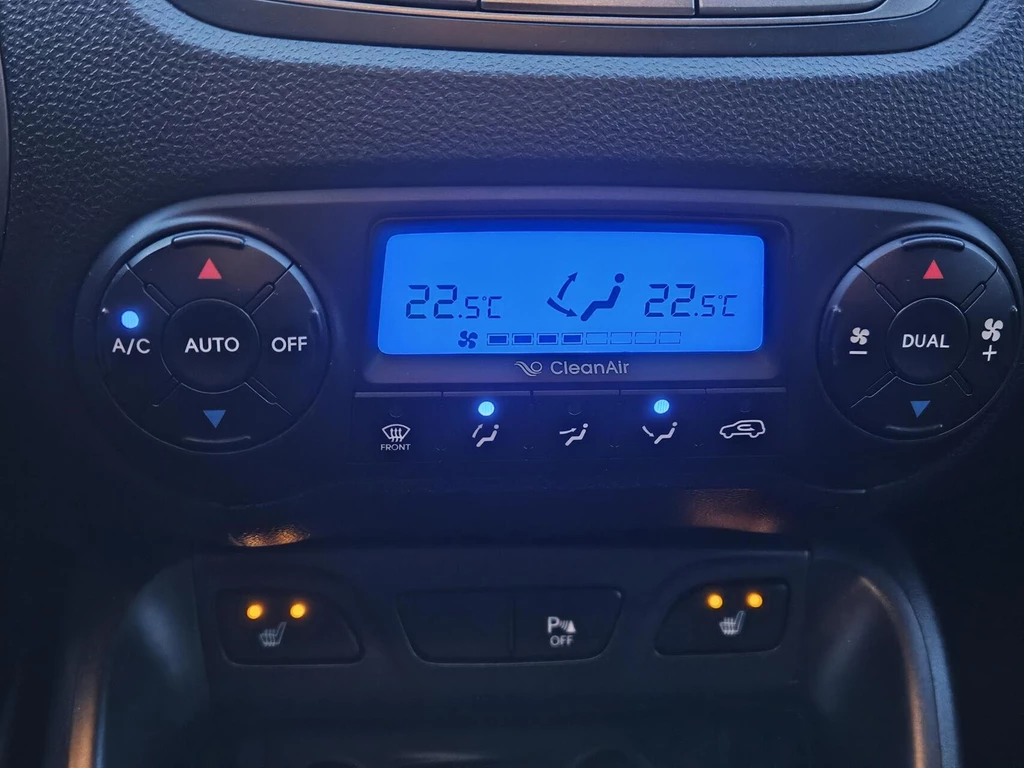 22.5°C 22.5°C
CleanAir
A/C AUTO OFF
DUAL
FRONT
P
OFF